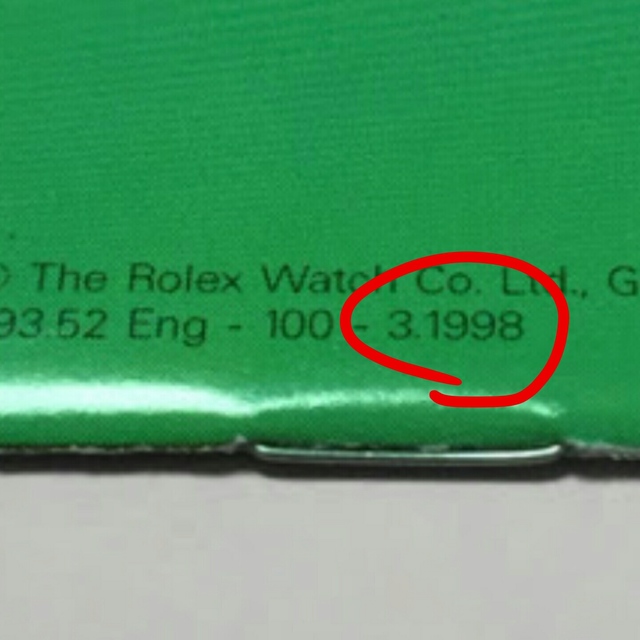 © The Rolex Watch Co. Ltd., G
93.52 Eng - 100 - 3.1998